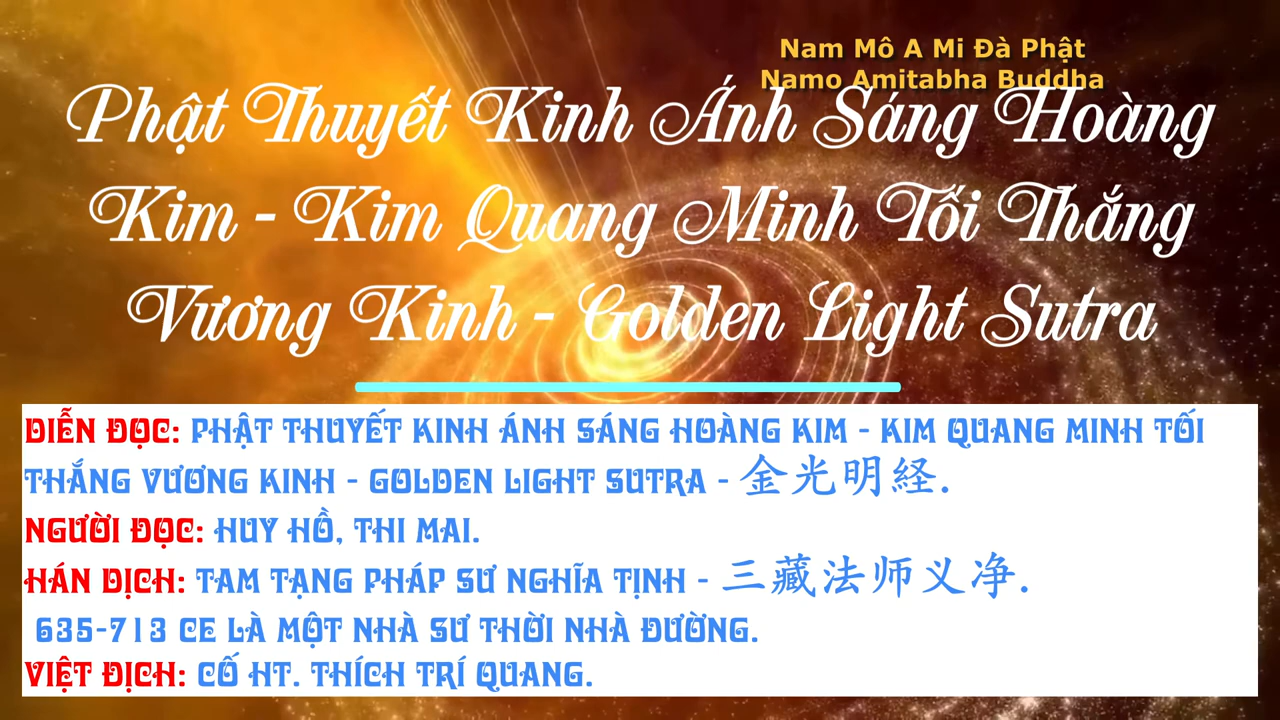 Nam Mô A Mi Đà Phật
Namo Amitabha Buddha
Phật Thuyết Kinh Ánh Sáng Hoàng
Kim - Kim Quang Minh Tối Thắng
Vương Kinh - Golden Light Sutra
DIỄN ĐỌC: PHẬT THUYẾT KINH ÁNH SÁNG HOÀNG KIM - KIM QUANG MINH TỐI
THẮNG VƯƠNG KINH - GOLDEN LIGHT SUTRA - 金光明経.
NGƯỜI ĐỌC: HUY HỒ, THI MAI.
HÁN DỊCH: TAM TẠNG PHÁP SƯ NGHĨA TỊNH - 三藏法师义净.
635-713 CE LÀ MỘT NHÀ SƯ THỜI NHÀ ĐƯỜNG.
VIỆT DỊCH: CỐ HT. THÍCH TRÍ QUANG.